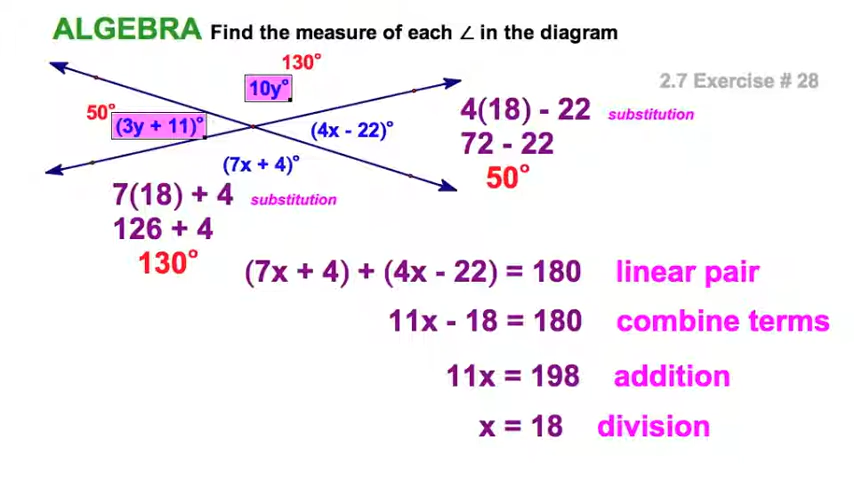 ALGEBRA Find the measure of each ∠ in the diagram
130°
10y°
2.7 Exercise # 28
50°
(3y + 11)°
(4x - 22)°
(7x + 4)°
4(18) - 22 substitution
72 - 22
50°
7(18) + 4 substitution
126 + 4
130°
(7x + 4) + (4x - 22) = 180 linear pair
11x - 18 = 180 combine terms
11x = 198 addition
x = 18 division